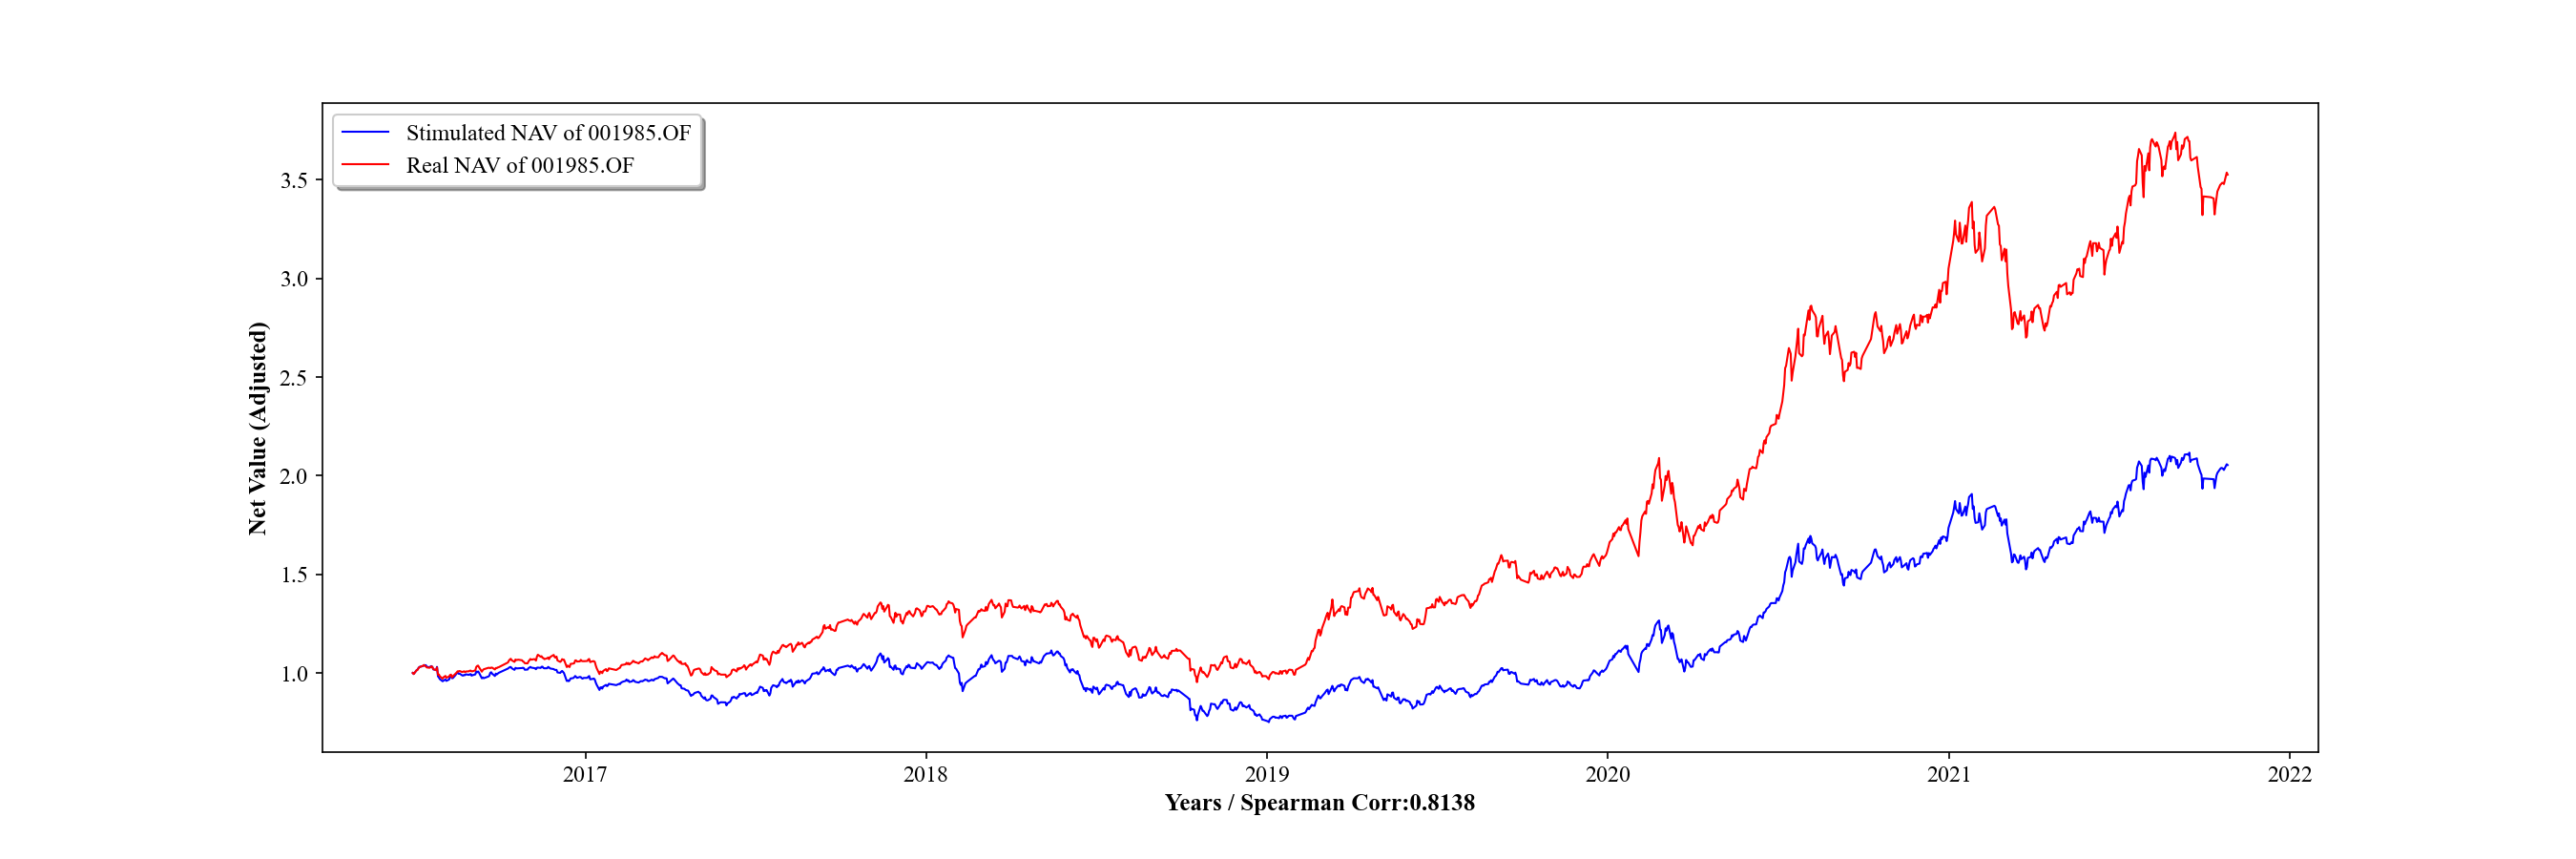 Stimulated NAV of 001985.OF
Real NAV of 001985.OF
3.5
3.0
2.5
2.0
1.5
1.0
Net Value (Adjusted)
2017 2018 2019 2020 2021 2022
Years / Spearman Corr:0.8138